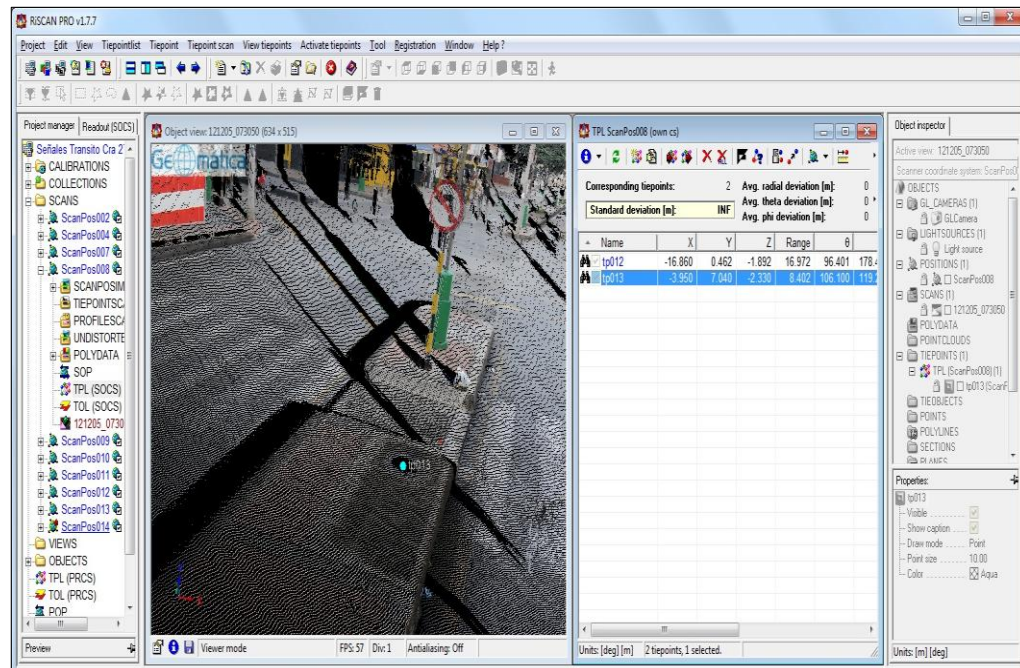 RiSCAN PRO v1.7.7
Project Edit View Tiepointlist Tiepoint Tiepoint scan View tiepoints Activate tiepoints Tool Registration Window Help ?
Project manager Readout (SOCS)
Señales Transito Cra 2
CALIBRATIONS
COLLECTIONS
SCANS
ScanPos002
ScanPos004
ScanPos007
ScanPos008
SCANPOSIM
TIEPOINTSC
PROFILESCA
UNDISTORTE
POLYDATA
SOP
TPL (SOCS)
TOL (SOCS)
121205_0730
ScanPos009
ScanPos010
ScanPos011
ScanPos012
ScanPos013
ScanPos014
VIEWS
OBJECTS
TPL (PRCS)
TOL (PRCS)
POP
Preview
Object view: 121205_073050 (634 x 515)
Geomática
tp013
Viewer mode FPS: 57 Div: 1 Antialiasing: Off
TPL ScanPos008 (own cs)
Corresponding tiepoints: 2 Avg. radial deviation [m]: 0
Standard deviation [m]: INF Avg. theta deviation [m]: 0
Avg. phi deviation [m]: 0
Name X Y Z Range θ
tp012 -16.860 0.462 -1.892 16.972 96.401 178.4
tp013 -3.950 7.040 -2.330 8.402 106.100 119.2
Units: [deg] [m] 2 tiepoints, 1 selected.
Object inspector
Active view: 121205_073050
Scanner coordinate system: ScanPos0
OBJECTS
GL_CAMERAS (1)
GLCamera
LIGHTSOURCES (1)
Light source
POSITIONS (1)
ScanPos008
SCANS (1)
121205_073050
POLYDATA
POINTCLOUDS
TIEPOINTS (1)
TPL (ScanPos008) (1)
tp013 (ScanF
TIEOBJECTS
POINTS
POLYLINES
SECTIONS
PLANES
Properties:
tp013
Visible
Show caption
Draw mode Point
Point size 10.00
Color Aqua
Units: [m] [deg]